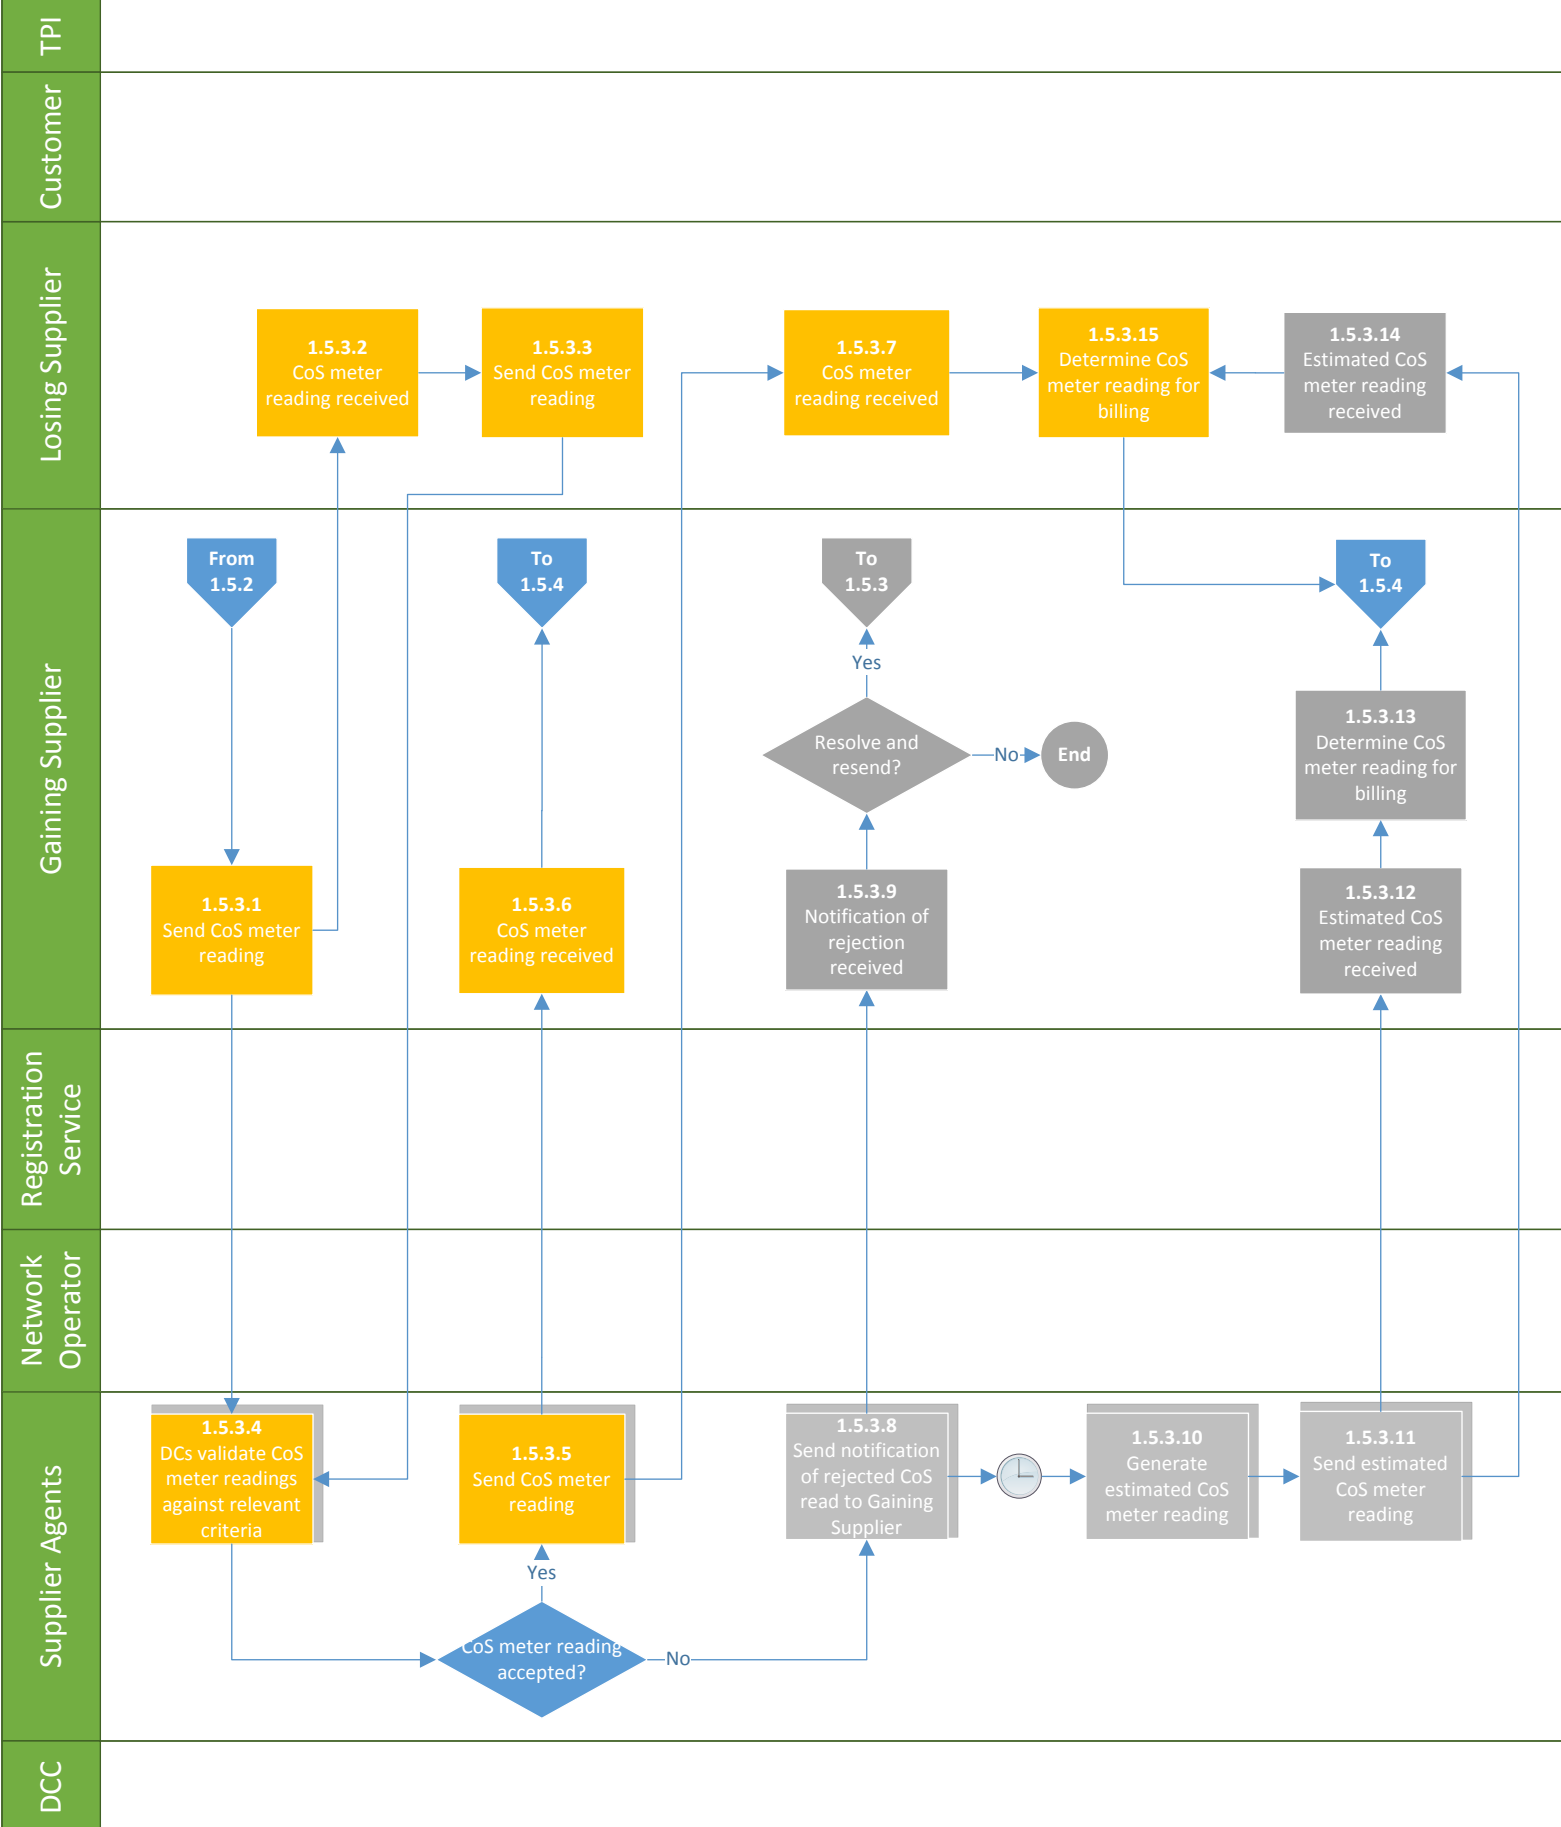 TPI
Customer
Losing Supplier
1.5.3.2
CoS meter
reading received
1.5.3.3
Send CoS meter
reading
1.5.3.7
CoS meter
reading received
1.5.3.15
Determine CoS
meter reading for
billing
1.5.3.14
Estimated CoS
meter reading
received
Gaining Supplier
From
1.5.2
To
1.5.4
To
1.5.3
To
1.5.4
Yes
Resolve and
resend?
No
End
1.5.3.13
Determine CoS
meter reading for
billing
1.5.3.1
Send CoS meter
reading
1.5.3.6
CoS meter
reading received
1.5.3.9
Notification of
rejection
received
1.5.3.12
Estimated CoS
meter reading
received
Registration
Service
Network
Operator
Supplier Agents
1.5.3.4
DCs validate CoS
meter readings
against relevant
criteria
1.5.3.5
Send CoS meter
reading
1.5.3.8
Send notification
of rejected CoS
read to Gaining
Supplier
1.5.3.10
Generate
estimated CoS
meter reading
1.5.3.11
Send estimated
CoS meter
reading
Yes
CoS meter reading
accepted?
No
DCC